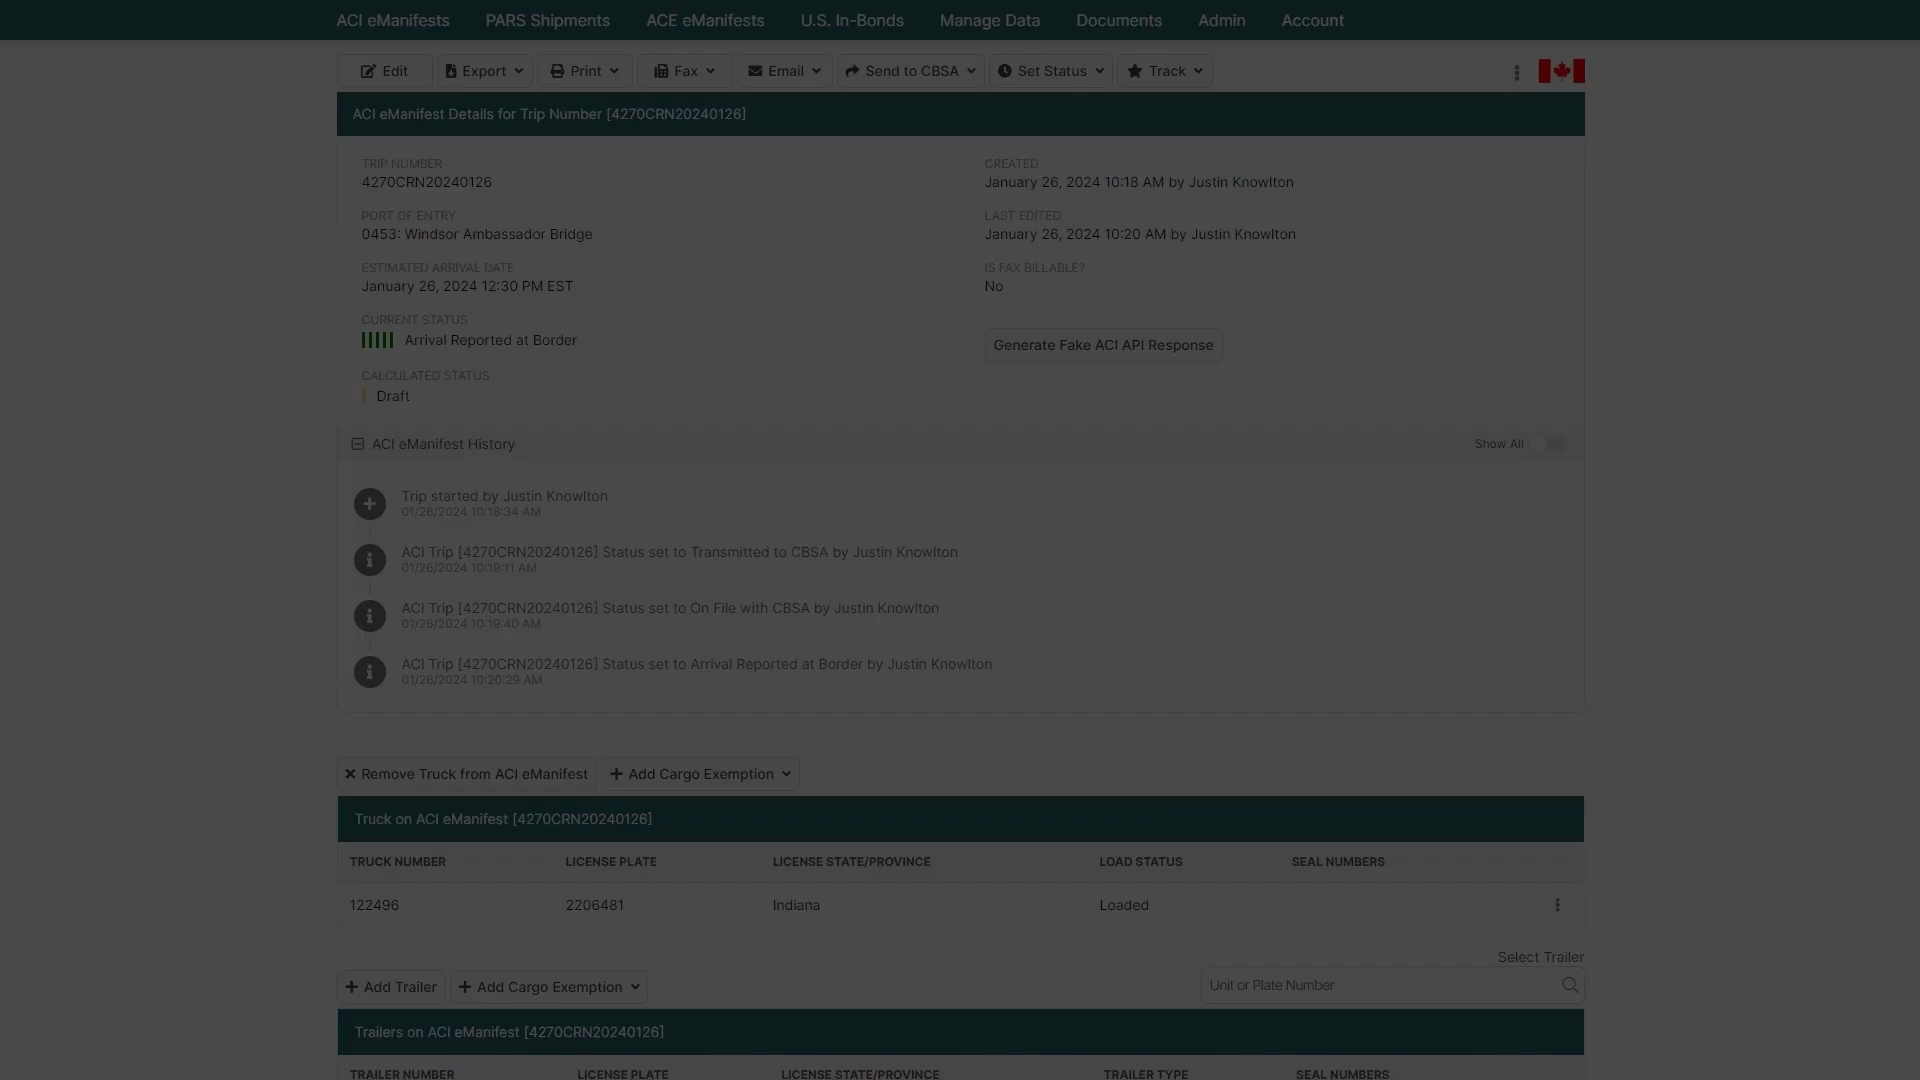 ACI eManifests PARS Shipments ACE eManifests U.S. In-Bonds Manage Data Documents Admin Account
Edit Export Print Fax Email Send to CBSA Set Status Track
ACI eManifest Details for Trip Number [4270CRN20240126]
TRIP NUMBER
4270CRN20240126
CREATED
January 26, 2024 10:18 AM by Justin Knowlton
PORT OF ENTRY
0453: Windsor Ambassador Bridge
LAST EDITED
January 26, 2024 10:20 AM by Justin Knowlton
ESTIMATED ARRIVAL DATE
January 26, 2024 12:30 PM EST
IS FAX BILLABLE?
No
CURRENT STATUS
Arrival Reported at Border
Generate Fake ACI API Response
CALCULATED STATUS
Draft
ACI eManifest History Show All
Trip started by Justin Knowlton
01/26/2024 10:18:34 AM
ACI Trip [4270CRN20240126] Status set to Transmitted to CBSA by Justin Knowlton
01/26/2024 10:19:11 AM
ACI Trip [4270CRN20240126] Status set to On File with CBSA by Justin Knowlton
01/26/2024 10:19:40 AM
ACI Trip [4270CRN20240126] Status set to Arrival Reported at Border by Justin Knowlton
01/26/2024 10:20:29 AM
Remove Truck from ACI eManifest Add Cargo Exemption
Truck on ACI eManifest [4270CRN20240126]
TRUCK NUMBER LICENSE PLATE LICENSE STATE/PROVINCE LOAD STATUS SEAL NUMBERS
122496 2206481 Indiana Loaded
Select Trailer
Add Trailer Add Cargo Exemption Unit or Plate Number
Trailers on ACI eManifest [4270CRN20240126]
TRAILER NUMBER LICENSE PLATE LICENSE STATE/PROVINCE TRAILER TYPE SEAL NUMBERS